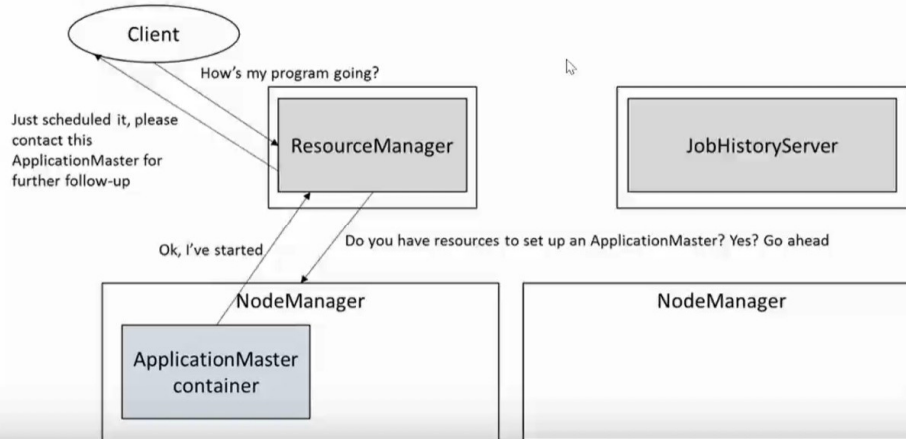 Client
How's my program going?
Just scheduled it, please
contact this
ApplicationMaster for
further follow-up
ResourceManager
JobHistoryServer
Ok, I've started
Do you have resources to set up an ApplicationMaster? Yes? Go ahead
NodeManager
NodeManager
ApplicationMaster
container